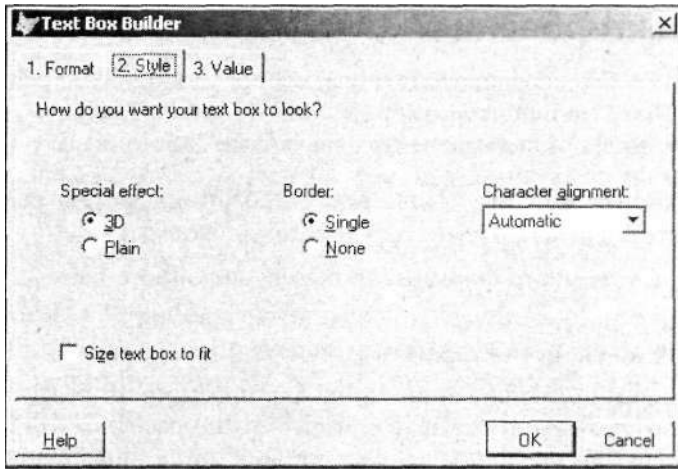 Text Box Builder
1. Format 2. Style 3. Value
How do you want your text box to look?
Special effect: Border: Character alignment:
3D Single Automatic
Plain None
Size text box to fit
Help OK Cancel